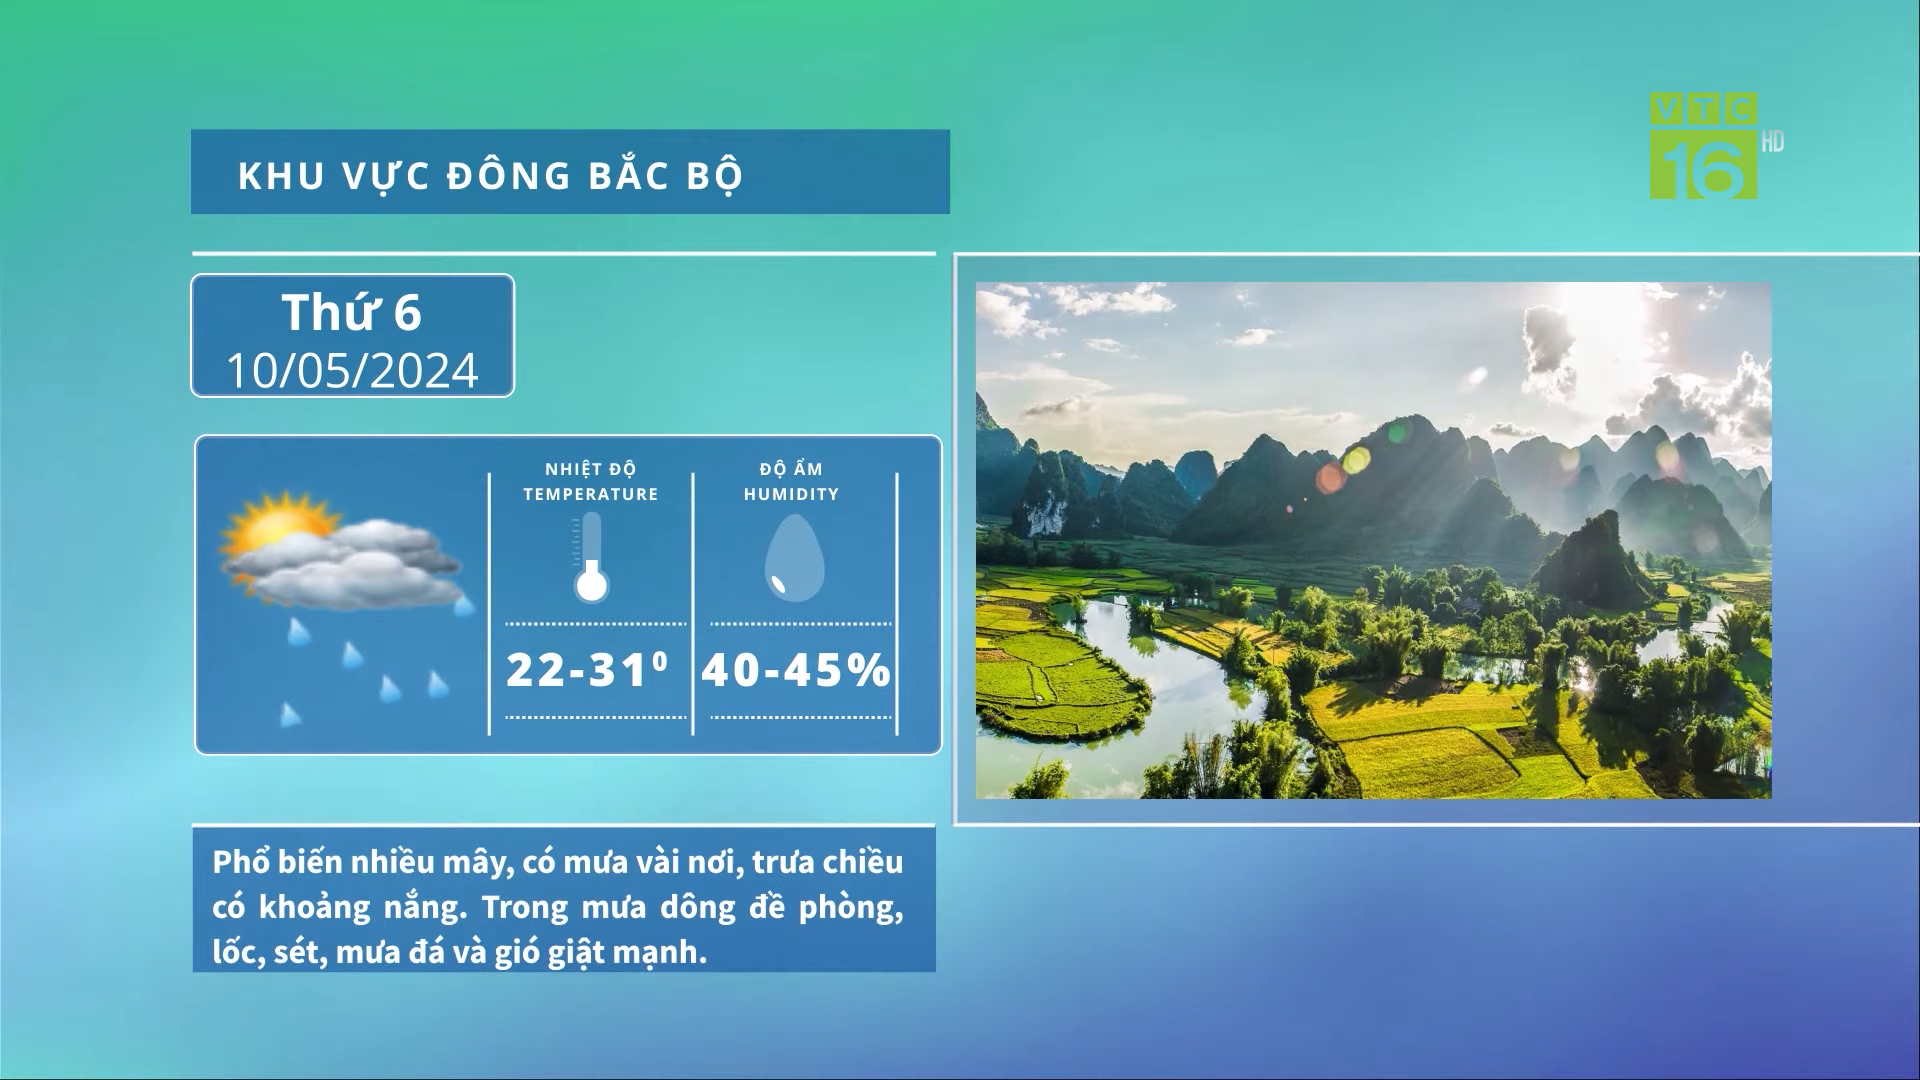 VTC
16 HD
KHU VỰC ĐÔNG BẮC BỘ
Thứ 6
10/05/2024
NHIỆT ĐỘ
TEMPERATURE
22-31⁰
ĐỘ ẨM
HUMIDITY
40-45%
Phổ biến nhiều mây, có mưa vài nơi, trưa chiều
có khoảng nắng. Trong mưa dông đề phòng,
lốc, sét, mưa đá và gió giật mạnh.